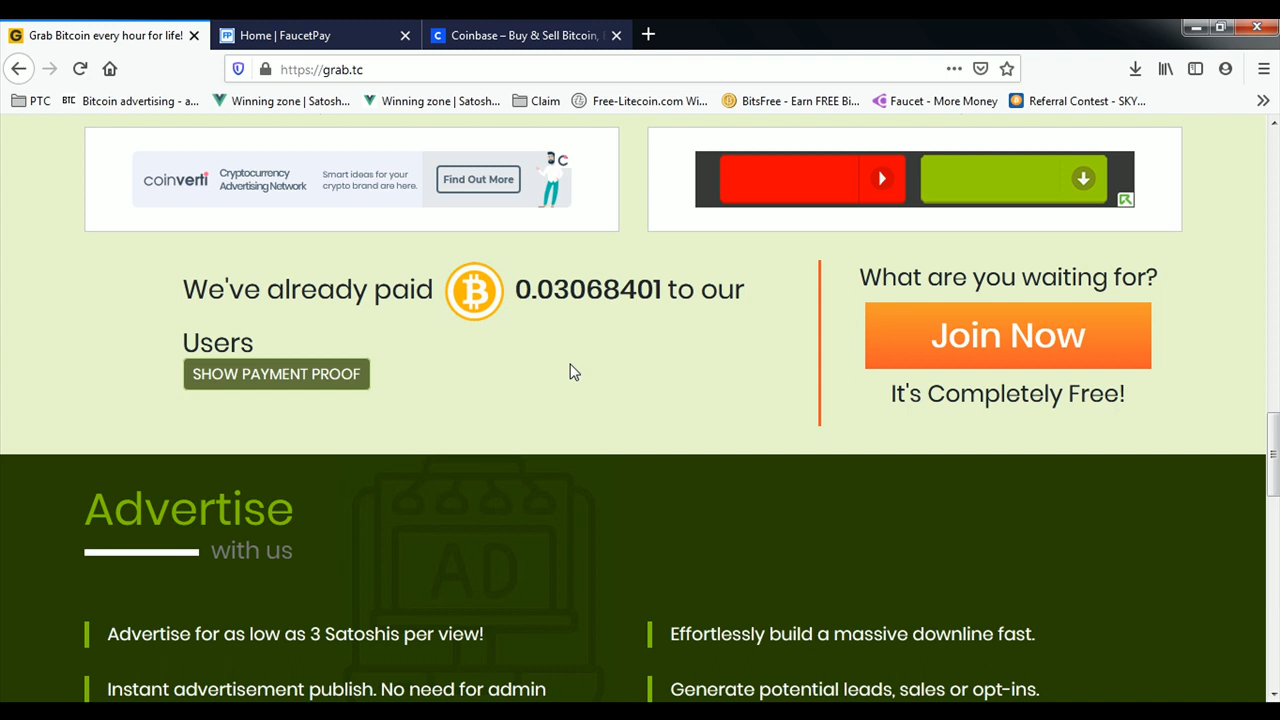 Grab Bitcoin every hour for life!
Home | FaucetPay
Coinbase – Buy & Sell Bitcoin,
https://grab.tc
PTC
BTC Bitcoin advertising - a...
Winning zone | Satosh...
Winning zone | Satosh...
Claim
Free-Litecoin.com Wi...
BitsFree - Earn FREE Bi...
Faucet - More Money
Referral Contest - SKY...
coinverti
Cryptocurrency
Advertising Network
Smart ideas for your
crypto brand are here.
Find Out More
We've already paid 0.03068401 to our
Users
SHOW PAYMENT PROOF
What are you waiting for?
Join Now
It's Completely Free!
Advertise
with us
AD
Advertise for as low as 3 Satoshis per view!
Effortlessly build a massive downline fast.
Instant advertisement publish. No need for admin
Generate potential leads, sales or opt-ins.